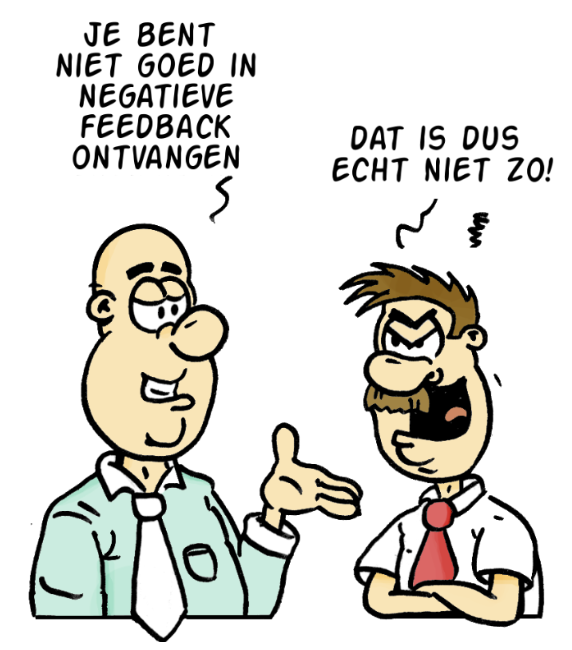 JE BENT
NIET GOED IN
NEGATIEVE
FEEDBACK
ONTVANGEN
DAT IS DUS
ECHT NIET ZO!